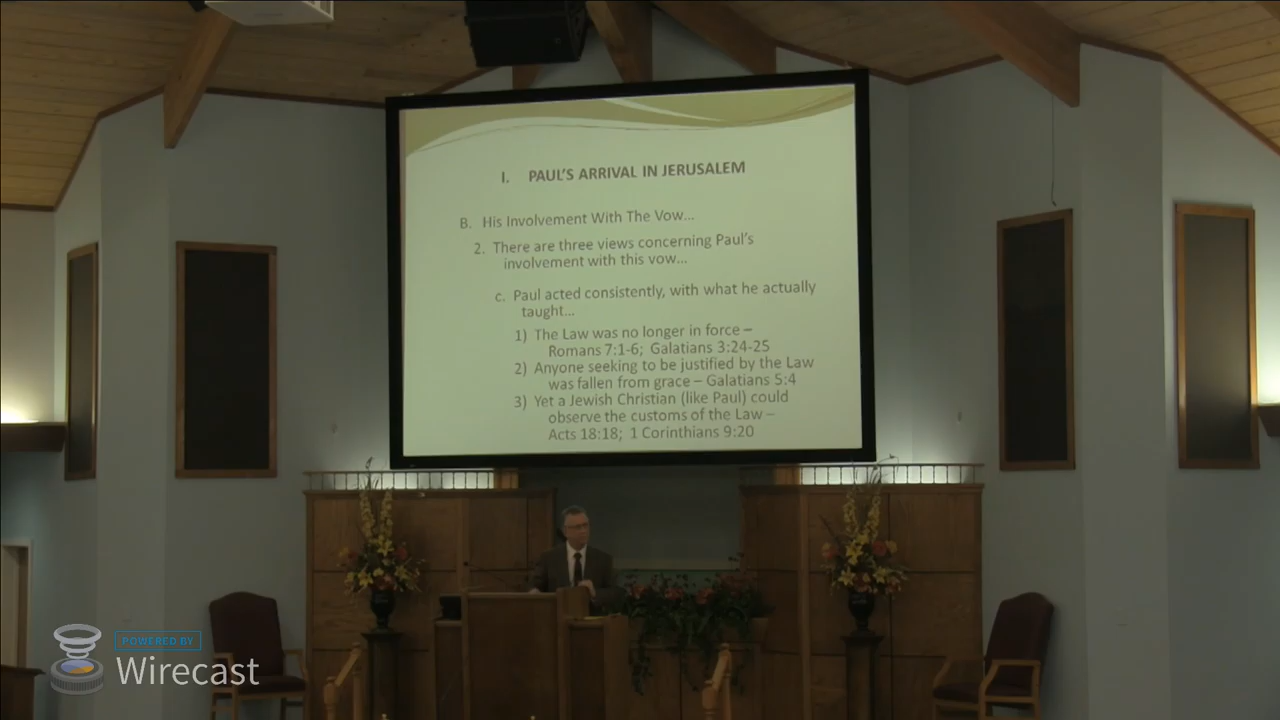 I. PAUL'S ARRIVAL IN JERUSALEM
B. His Involvement With The Vow...
2. There are three views concerning Paul's
involvement with this vow...
c. Paul acted consistently, with what he actually
taught...
1) The Law was no longer in force –
Romans 7:1-6; Galatians 3:24-25
2) Anyone seeking to be justified by the Law
was fallen from grace – Galatians 5:4
3) Yet a Jewish Christian (like Paul) could
observe the customs of the Law –
Acts 18:18; 1 Corinthians 9:20
POWERED BY
Wirecast